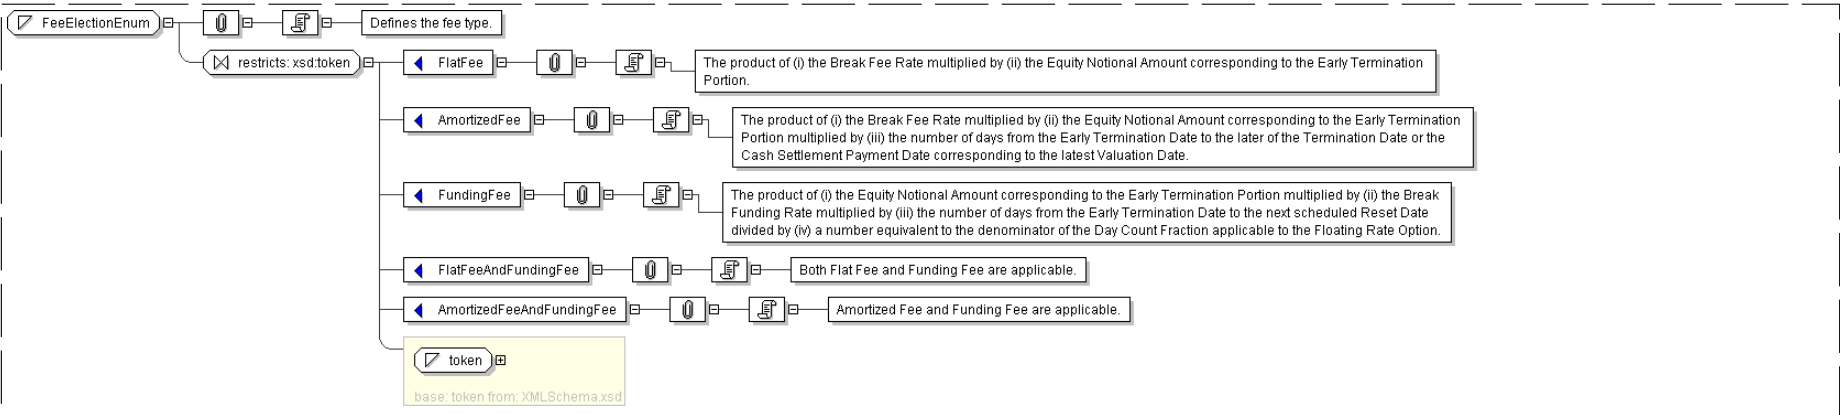 FeeElectionEnum
Defines the fee type.
restricts: xsd:token
FlatFee
The product of (i) the Break Fee Rate multiplied by (ii) the Equity Notional Amount corresponding to the Early Termination
Portion.
AmortizedFee
The product of (i) the Break Fee Rate multiplied by (ii) the Equity Notional Amount corresponding to the Early Termination
Portion multiplied by (iii) the number of days from the Early Termination Date to the later of the Termination Date or the
Cash Settlement Payment Date corresponding to the latest Valuation Date.
FundingFee
The product of (i) the Equity Notional Amount corresponding to the Early Termination Portion multiplied by (ii) the Break
Funding Rate multiplied by (iii) the number of days from the Early Termination Date to the next scheduled Reset Date
divided by (iv) a number equivalent to the denominator of the Day Count Fraction applicable to the Floating Rate Option.
FlatFeeAndFundingFee
Both Flat Fee and Funding Fee are applicable.
AmortizedFeeAndFundingFee
Amortized Fee and Funding Fee are applicable.
token
base: token from: XMLSchema.xsd